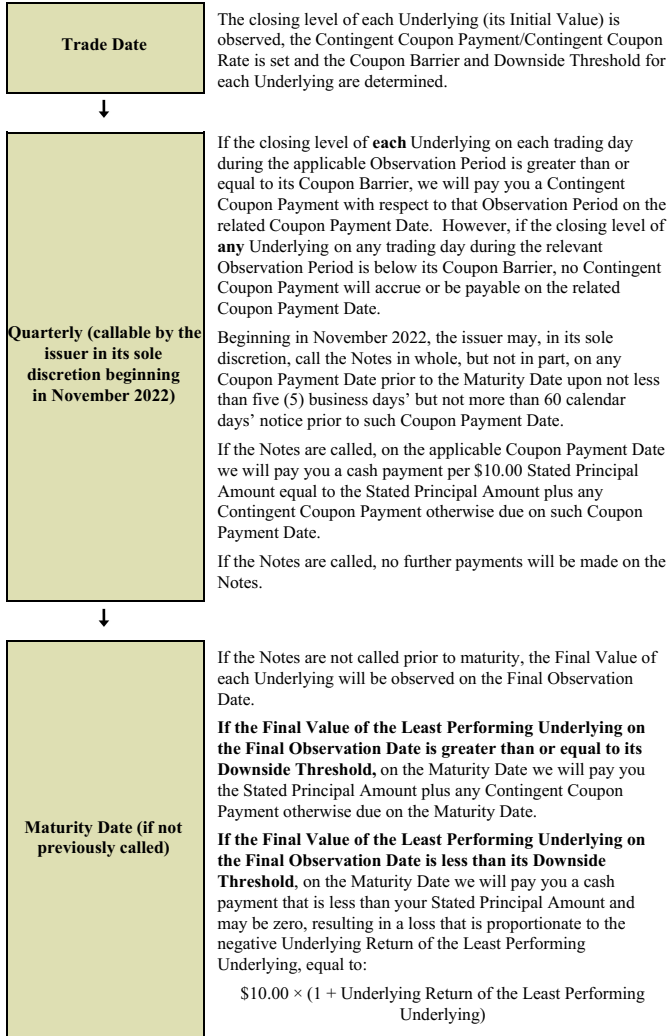 Trade Date
The closing level of each Underlying (its Initial Value) is
observed, the Contingent Coupon Payment/Contingent Coupon
Rate is set and the Coupon Barrier and Downside Threshold for
each Underlying are determined.
↓
Quarterly (callable by the
issuer in its sole
discretion beginning
in November 2022)
If the closing level of each Underlying on each trading day
during the applicable Observation Period is greater than or
equal to its Coupon Barrier, we will pay you a Contingent
Coupon Payment with respect to that Observation Period on the
related Coupon Payment Date. However, if the closing level of
any Underlying on any trading day during the relevant
Observation Period is below its Coupon Barrier, no Contingent
Coupon Payment will accrue or be payable on the related
Coupon Payment Date.
Beginning in November 2022, the issuer may, in its sole
discretion, call the Notes in whole, but not in part, on any
Coupon Payment Date prior to the Maturity Date upon not less
than five (5) business days’ but not more than 60 calendar
days’ notice prior to such Coupon Payment Date.
If the Notes are called, on the applicable Coupon Payment Date
we will pay you a cash payment per $10.00 Stated Principal
Amount equal to the Stated Principal Amount plus any
Contingent Coupon Payment otherwise due on such Coupon
Payment Date.
If the Notes are called, no further payments will be made on the
Notes.
↓
Maturity Date (if not
previously called)
If the Notes are not called prior to maturity, the Final Value of
each Underlying will be observed on the Final Observation
Date.
If the Final Value of the Least Performing Underlying on
the Final Observation Date is greater than or equal to its
Downside Threshold, on the Maturity Date we will pay you
the Stated Principal Amount plus any Contingent Coupon
Payment otherwise due on the Maturity Date.
If the Final Value of the Least Performing Underlying on
the Final Observation Date is less than its Downside
Threshold, on the Maturity Date we will pay you a cash
payment that is less than your Stated Principal Amount and
may be zero, resulting in a loss that is proportionate to the
negative Underlying Return of the Least Performing
Underlying, equal to:
$10.00 × (1 + Underlying Return of the Least Performing
Underlying)